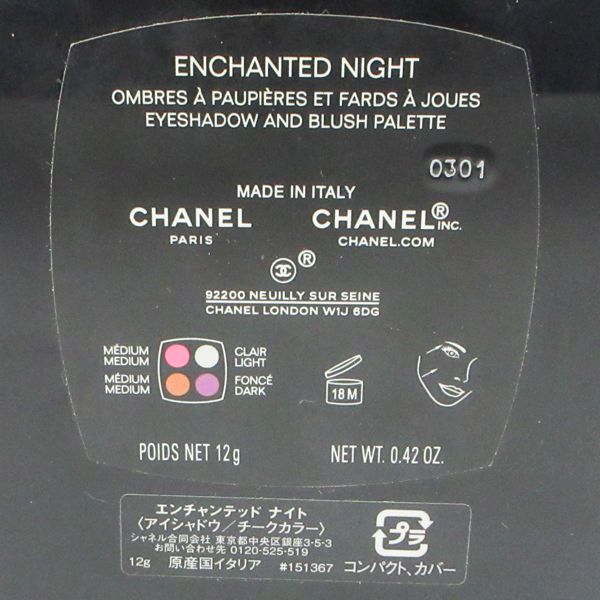 ENCHANTED NIGHT
OMBRES À PAUPIÈRES ET FARDS À JOUES
EYESHADOW AND BLUSH PALETTE
0301
MADE IN ITALY
CHANEL CHANEL® INC.
PARIS CHANEL.COM
®
92200 NEUILLY SUR SEINE
CHANEL LONDON W1J 6DG
MÉDIUM CLAIR
MEDIUM LIGHT
MÉDIUM FONCÉ
MEDIUM DARK
18 M
POIDS NET 12g NET WT. 0.42 OZ.
エンチャンテッド ナイト
〈アイシャドウ/チークカラー〉
シャネル合同会社 東京都中央区銀座3-5-3
お問い合わせ先 0120-525-519
12g 原産国イタリア #151367
プラ
コンパクト、カバー